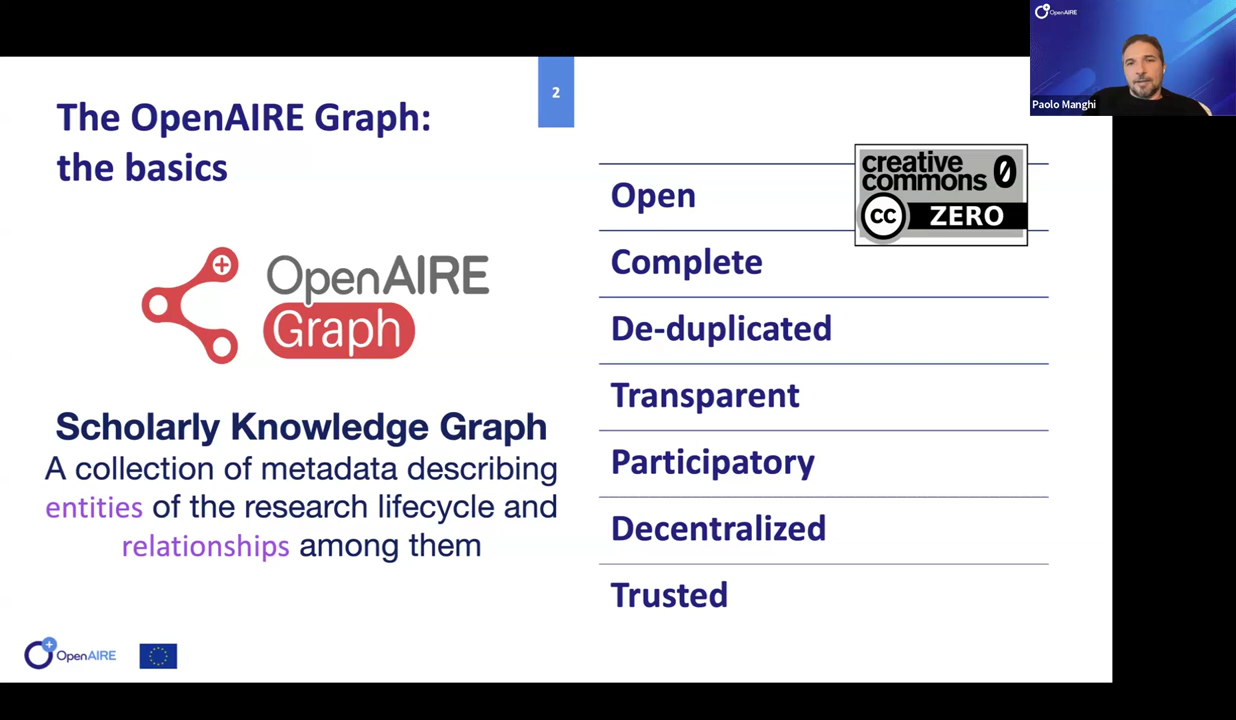 OpenAIRE
Paolo Manghi
2
The OpenAIRE Graph:
the basics
OpenAIRE
Graph
Scholarly Knowledge Graph
A collection of metadata describing
entities of the research lifecycle and
relationships among them
creative
commons 0
cc ZERO
Open
Complete
De-duplicated
Transparent
Participatory
Decentralized
Trusted
OpenAIRE